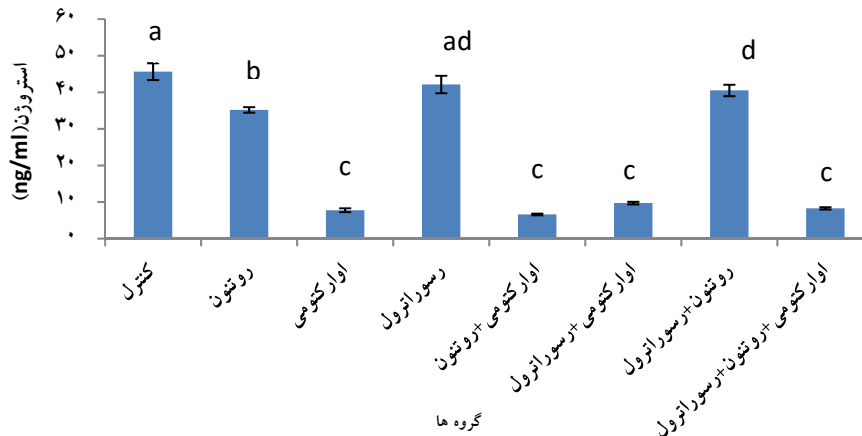 استروژن(ng/ml)
۶۰
۵۰
۴۰
۳۰
۲۰
۱۰
۰
a
b
c
ad
c
c
d
c
کنترل
روتنون
اوارکتومی
رسوراترول
اوارکتومی+روتنون
اوارکتومی+رسوراترول
روتنون+رسوراترول
اوارکتومی+روتنون+رسوراترول
گروه ها